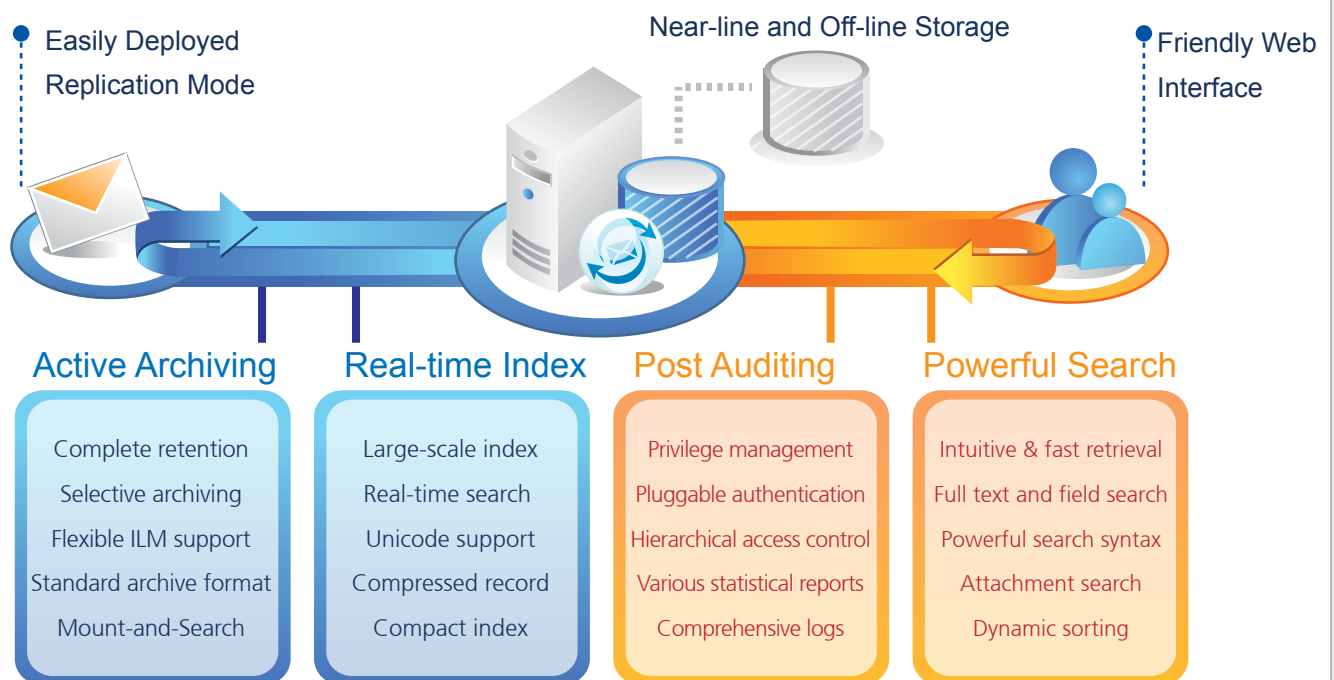 Easily Deployed
Replication Mode
Near-line and Off-line Storage
Friendly Web
Interface
Active Archiving
Complete retention
Selective archiving
Flexible ILM support
Standard archive format
Mount-and-Search
Real-time Index
Large-scale index
Real-time search
Unicode support
Compressed record
Compact index
Post Auditing
Privilege management
Pluggable authentication
Hierarchical access control
Various statistical reports
Comprehensive logs
Powerful Search
Intuitive & fast retrieval
Full text and field search
Powerful search syntax
Attachment search
Dynamic sorting